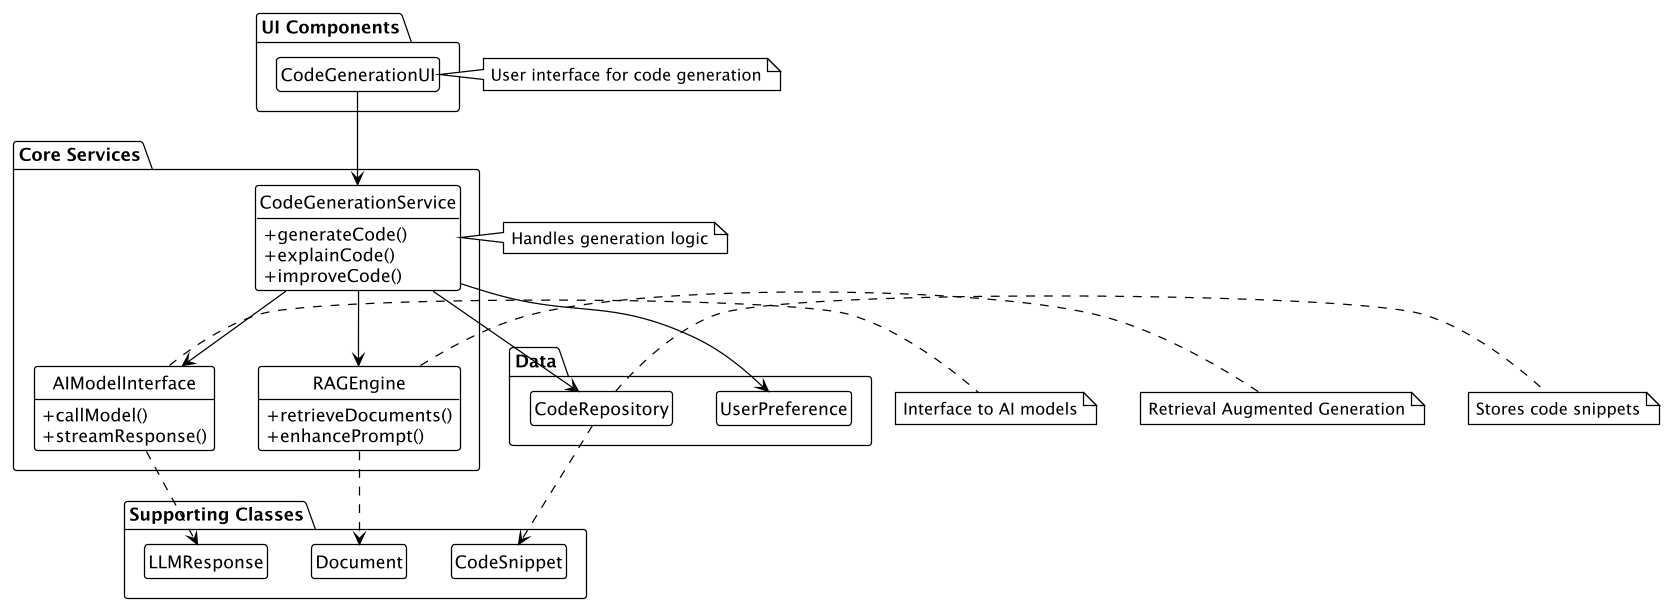 UI Components
CodeGenerationUI
User interface for code generation
Core Services
CodeGenerationService
+generateCode()
+explainCode()
+improveCode()
Handles generation logic
AIModelInterface
+callModel()
+streamResponse()
RAGEngine
+retrieveDocuments()
+enhancePrompt()
Data
CodeRepository
UserPreference
Interface to AI models
Retrieval Augmented Generation
Stores code snippets
Supporting Classes
LLMResponse
Document
CodeSnippet